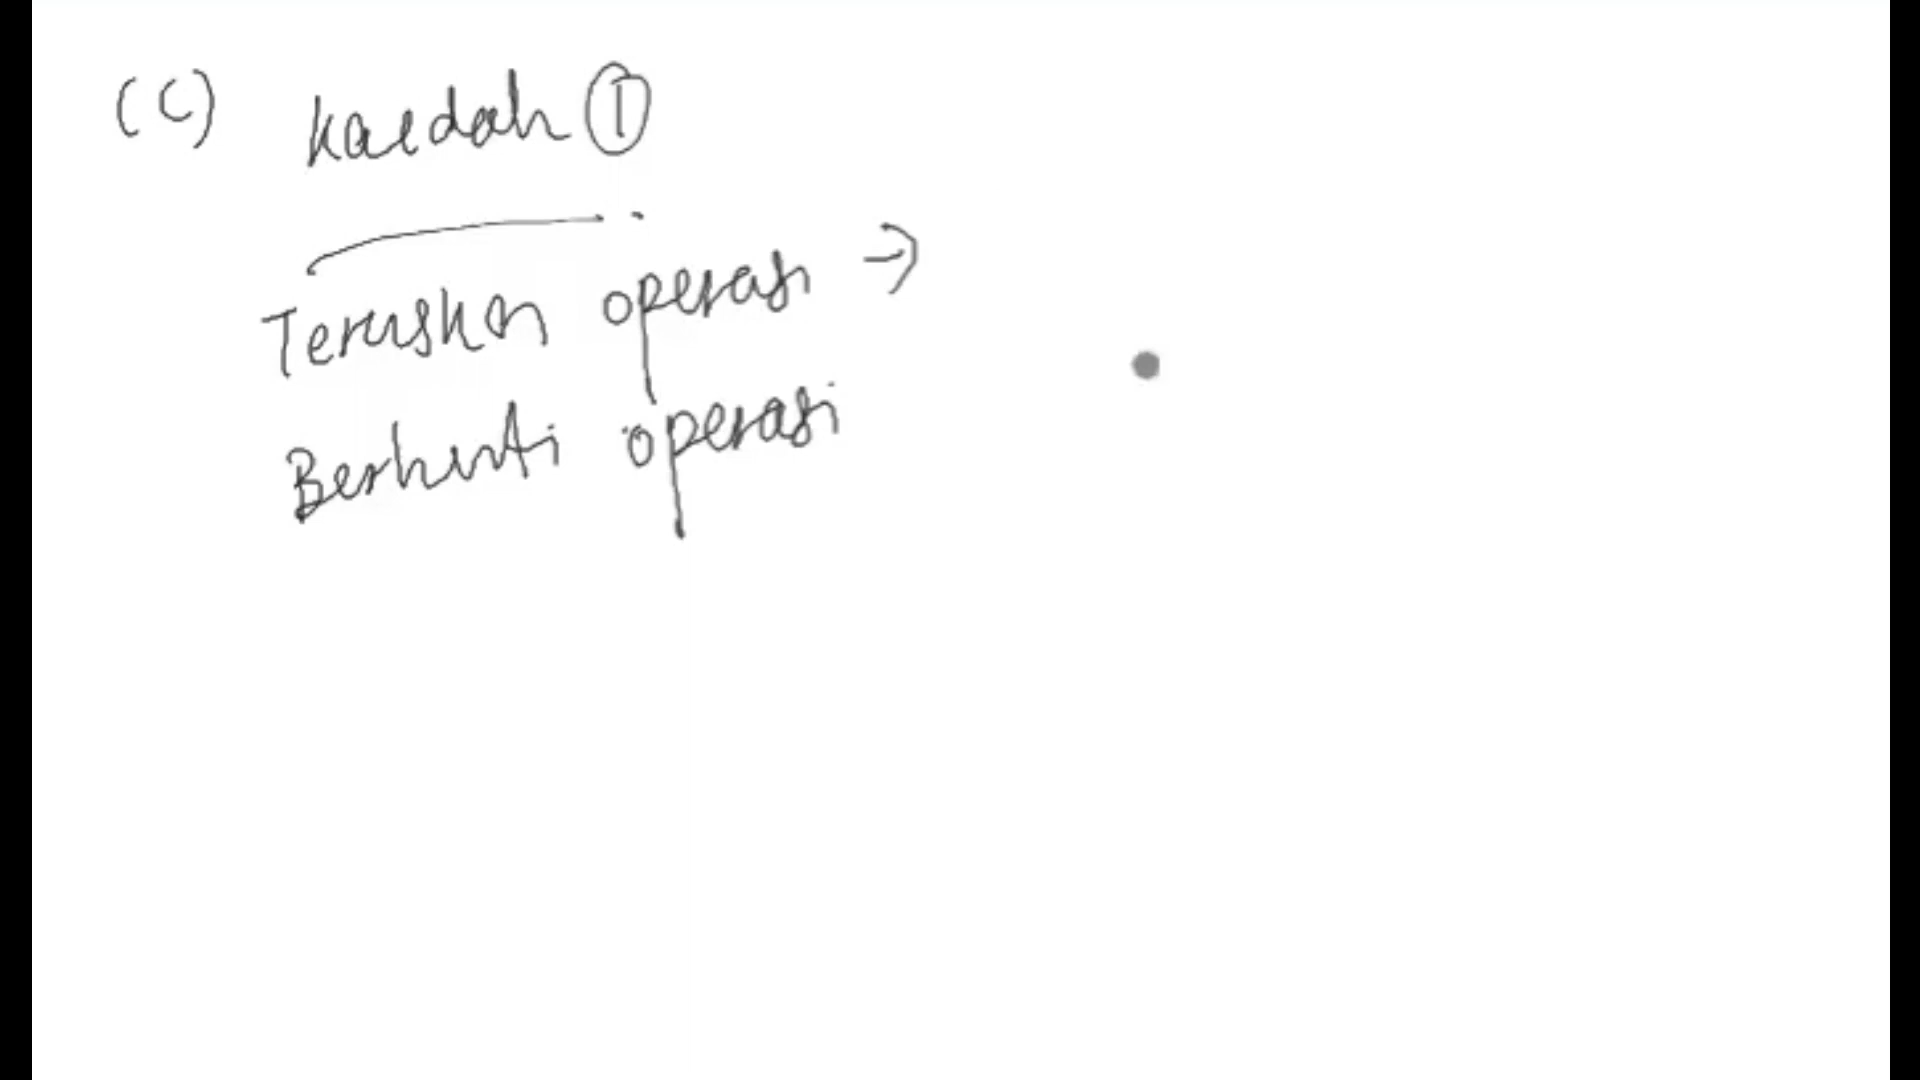 (C) Kaedah ①
Teruskan operasi →
Berhenti operasi